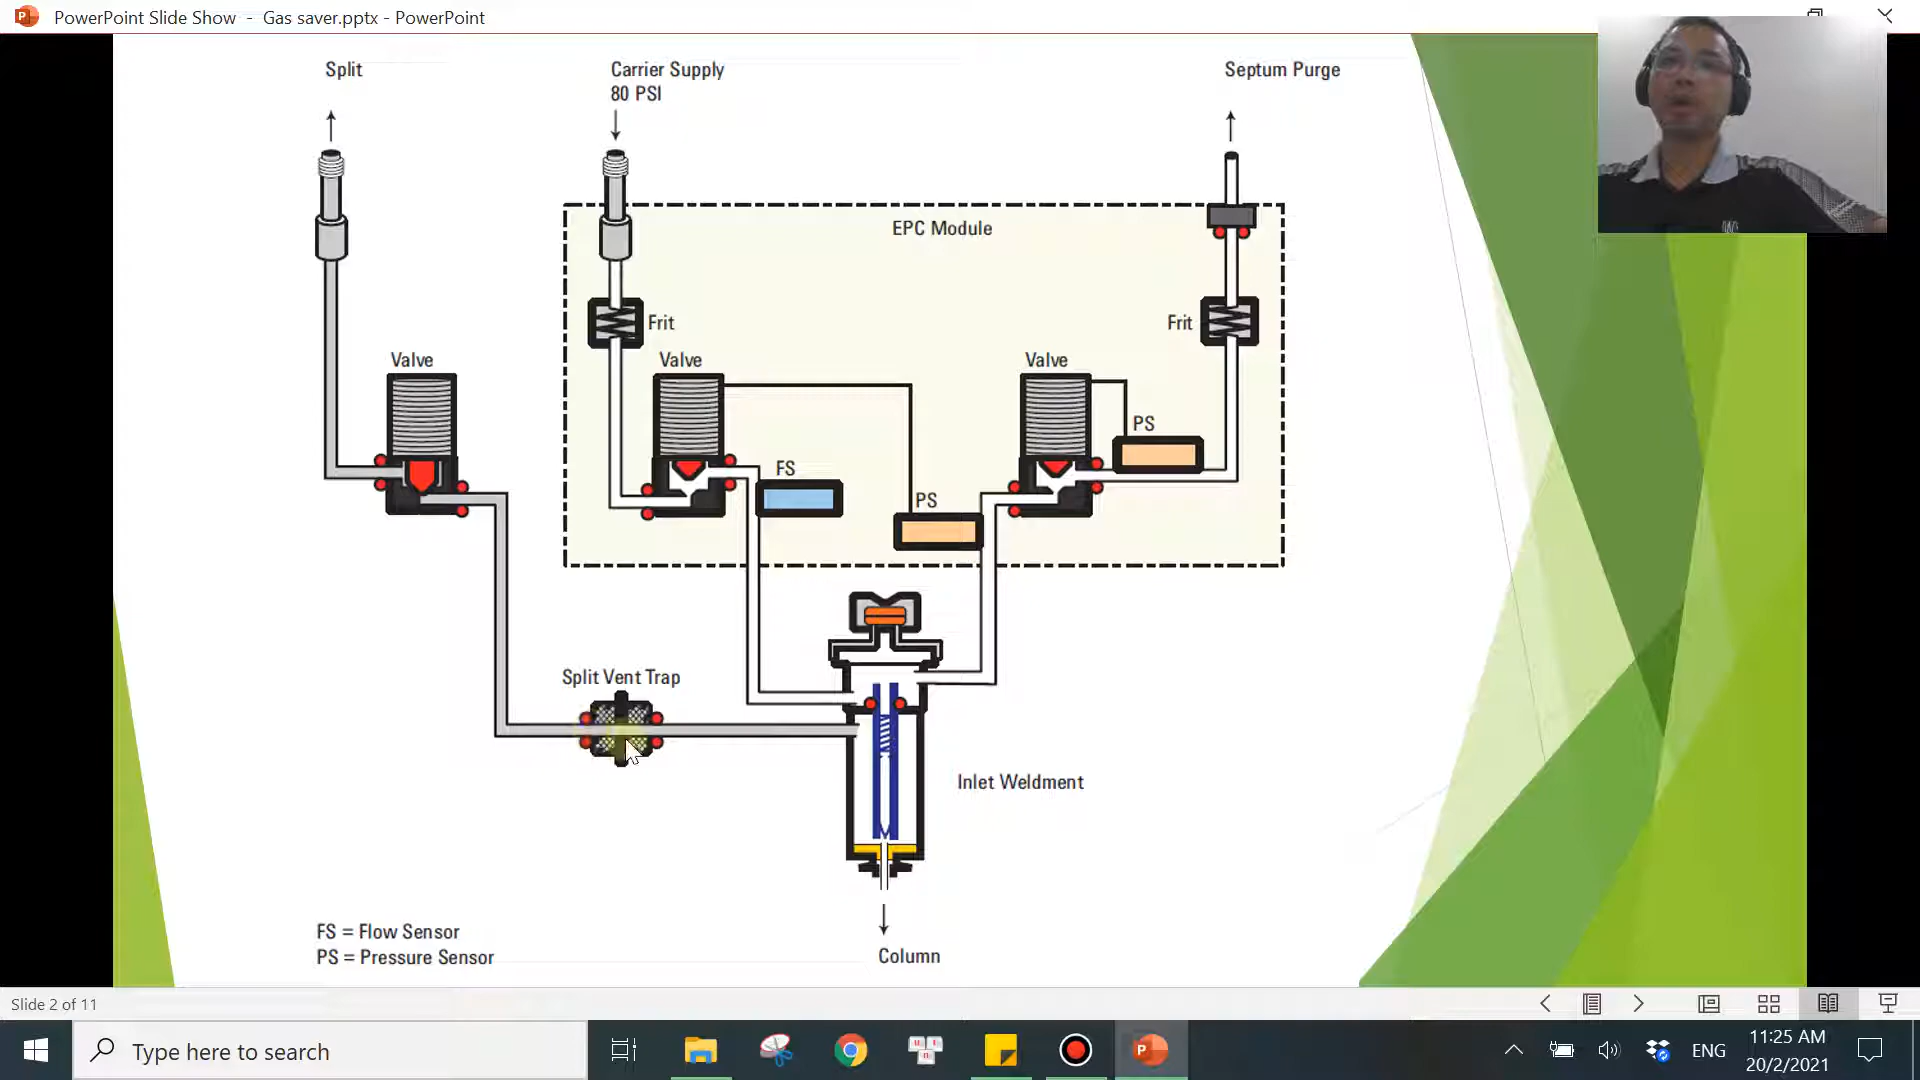 PowerPoint Slide Show - Gas saver.pptx - PowerPoint
Split
Carrier Supply
80 PSI
Septum Purge
EPC Module
Frit
Frit
Valve
Valve
Valve
PS
FS
PS
Split Vent Trap
Inlet Weldment
FS = Flow Sensor
PS = Pressure Sensor
Column
Slide 2 of 11
Type here to search
ENG
11:25 AM
20/2/2021